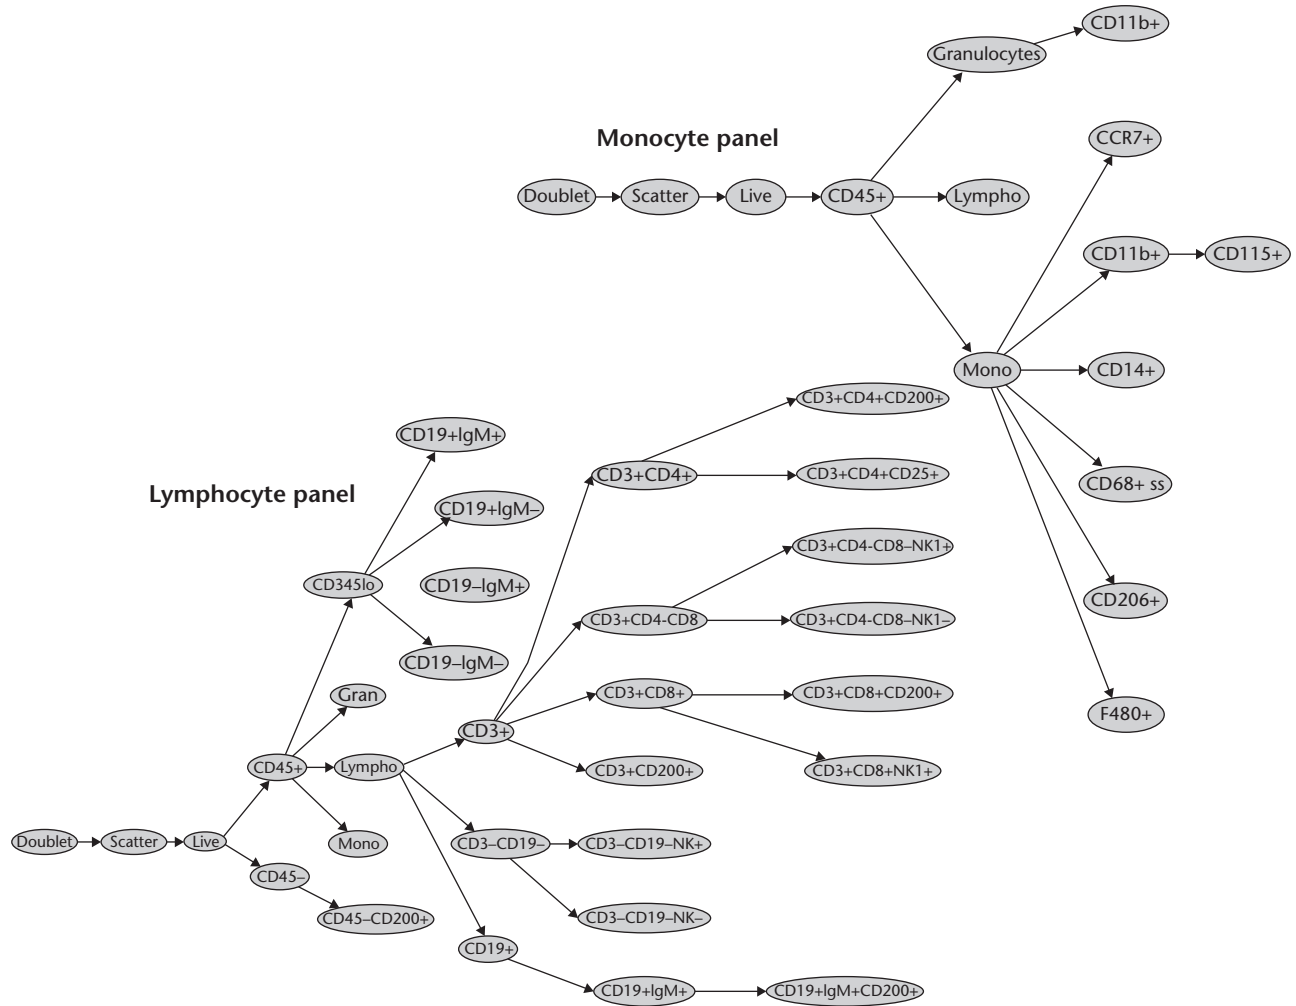 CD11b+
Granulocytes
Monocyte panel
CCR7+
Doublet
Scatter
Live
CD45+
Lympho
CD11b+
CD115+
Mono
CD14+
CD3+CD4+CD200+
CD19+IgM+
CD3+CD4+
CD3+CD4+CD25+
CD68+ ss
Lymphocyte panel
CD19+IgM–
CD3+CD4-CD8–NK1+
CD345lo
CD19–IgM+
CD206+
CD3+CD4-CD8
CD3+CD4-CD8–NK1–
CD19–IgM–
Gran
CD3+CD8+
CD3+CD8+CD200+
F480+
CD3+
CD45+
Lympho
CD3+CD200+
CD3+CD8+NK1+
Doublet
Scatter
Live
Mono
CD3–CD19–
CD3–CD19–NK+
CD45–
CD45–CD200+
CD3–CD19–NK–
CD19+
CD19+IgM+
CD19+IgM+CD200+